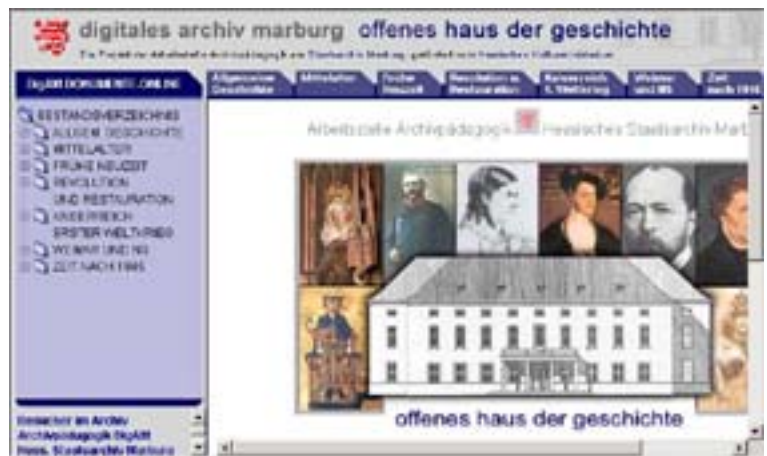 digitales archiv marburg offenes haus der geschichte
DigAM DOKUMENTE ONLINE
Allgemeine Geschichte
Mittelalter
Frühe Neuzeit
Revolution u. Restauration
Kaiserreich 1. Weltkrieg
Weimar und NS
Zeit nach 1945
BESTANDSVERZEICHNIS
ALLGEM. GESCHICHTE
MITTELALTER
FRÜHE NEUZEIT
REVOLUTION
UND RESTAURATION
KAISERREICH
ERSTER WELTKRIEG
WEIMAR UND NS
ZEIT NACH 1945
Arbeitsstelle Archivpädagogik Hessisches Staatsarchiv Marb
offenes haus der geschichte
Besucher im Archiv
Archivpädagogik DigAM
Hess. Staatsarchiv Marburg